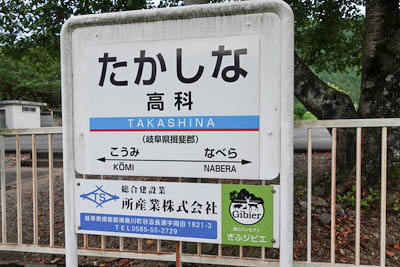 たかしな
高科
TAKASHINA
(岐阜県揖斐郡)
こうみ なべら
KŌMI NABERA
TS
総合建設業
所産業株式会社
TEL 0585-55-2729
Gibier
ぎふジビエ